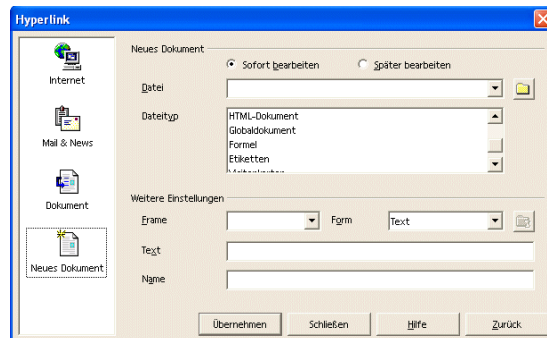 Hyperlink
Internet
Mail & News
Dokument
Neues Dokument
Neues Dokument
Sofort bearbeiten
Später bearbeiten
Datei
Dateityp
HTML-Dokument
Globaldokument
Formel
Etiketten
Weitere Einstellungen
Frame
Form
Text
Text
Name
Übernehmen
Schließen
Hilfe
Zurück